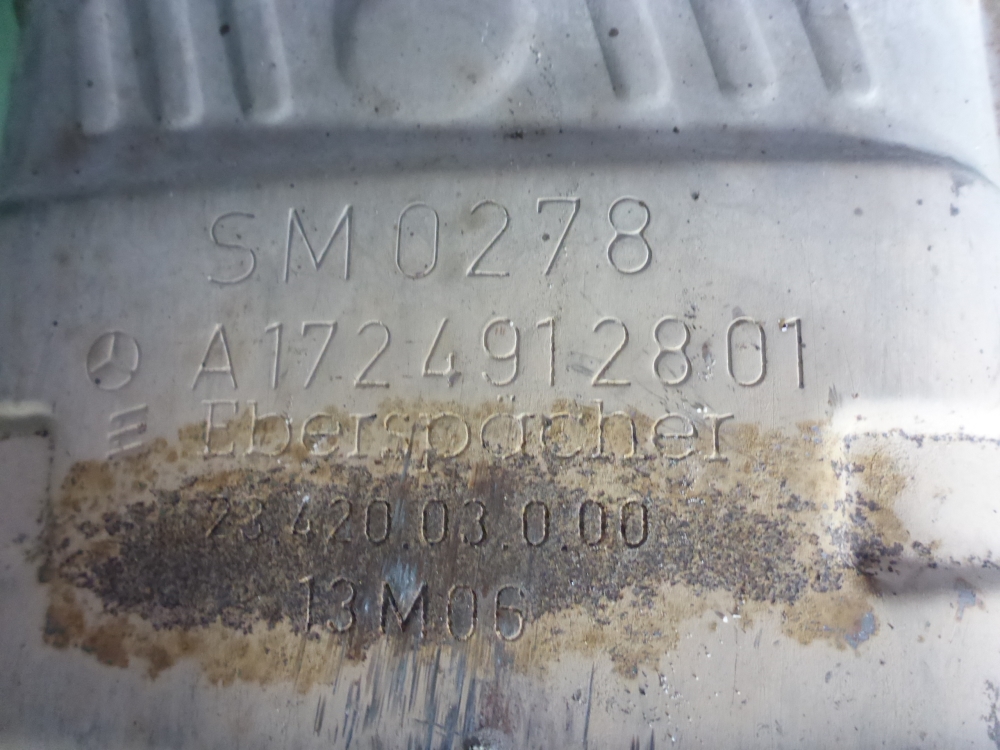 SM0278
A1724912801
Eberspächer
23.420.03.0.00
13M06